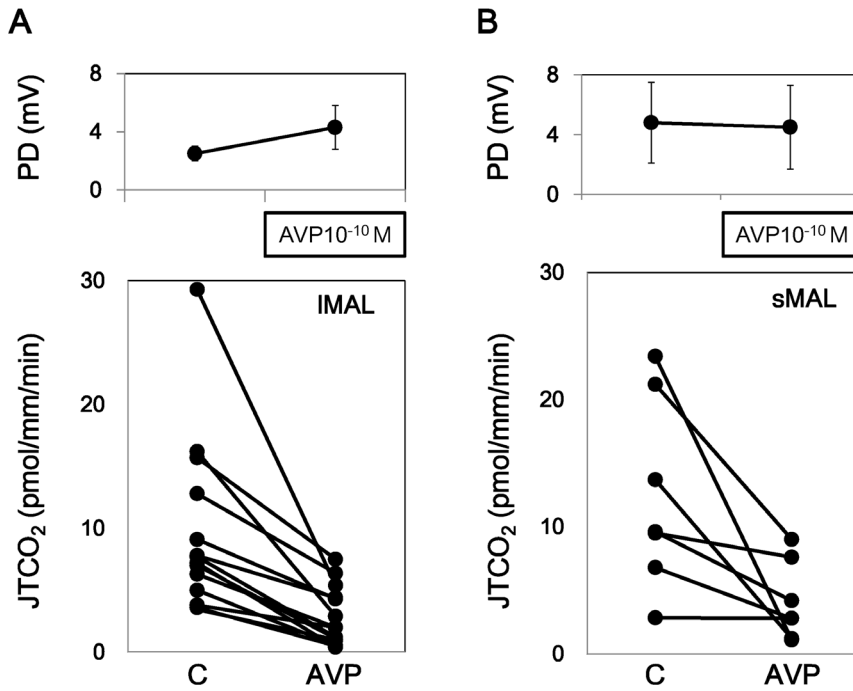 A
PD (mV)
8
4
0
AVP10⁻¹⁰ M
JTCO₂ (pmol/mm/min)
30
20
10
0
lMAL
C AVP
B
PD (mV)
8
4
0
AVP10⁻¹⁰ M
JTCO₂ (pmol/mm/min)
30
20
10
0
sMAL
C AVP